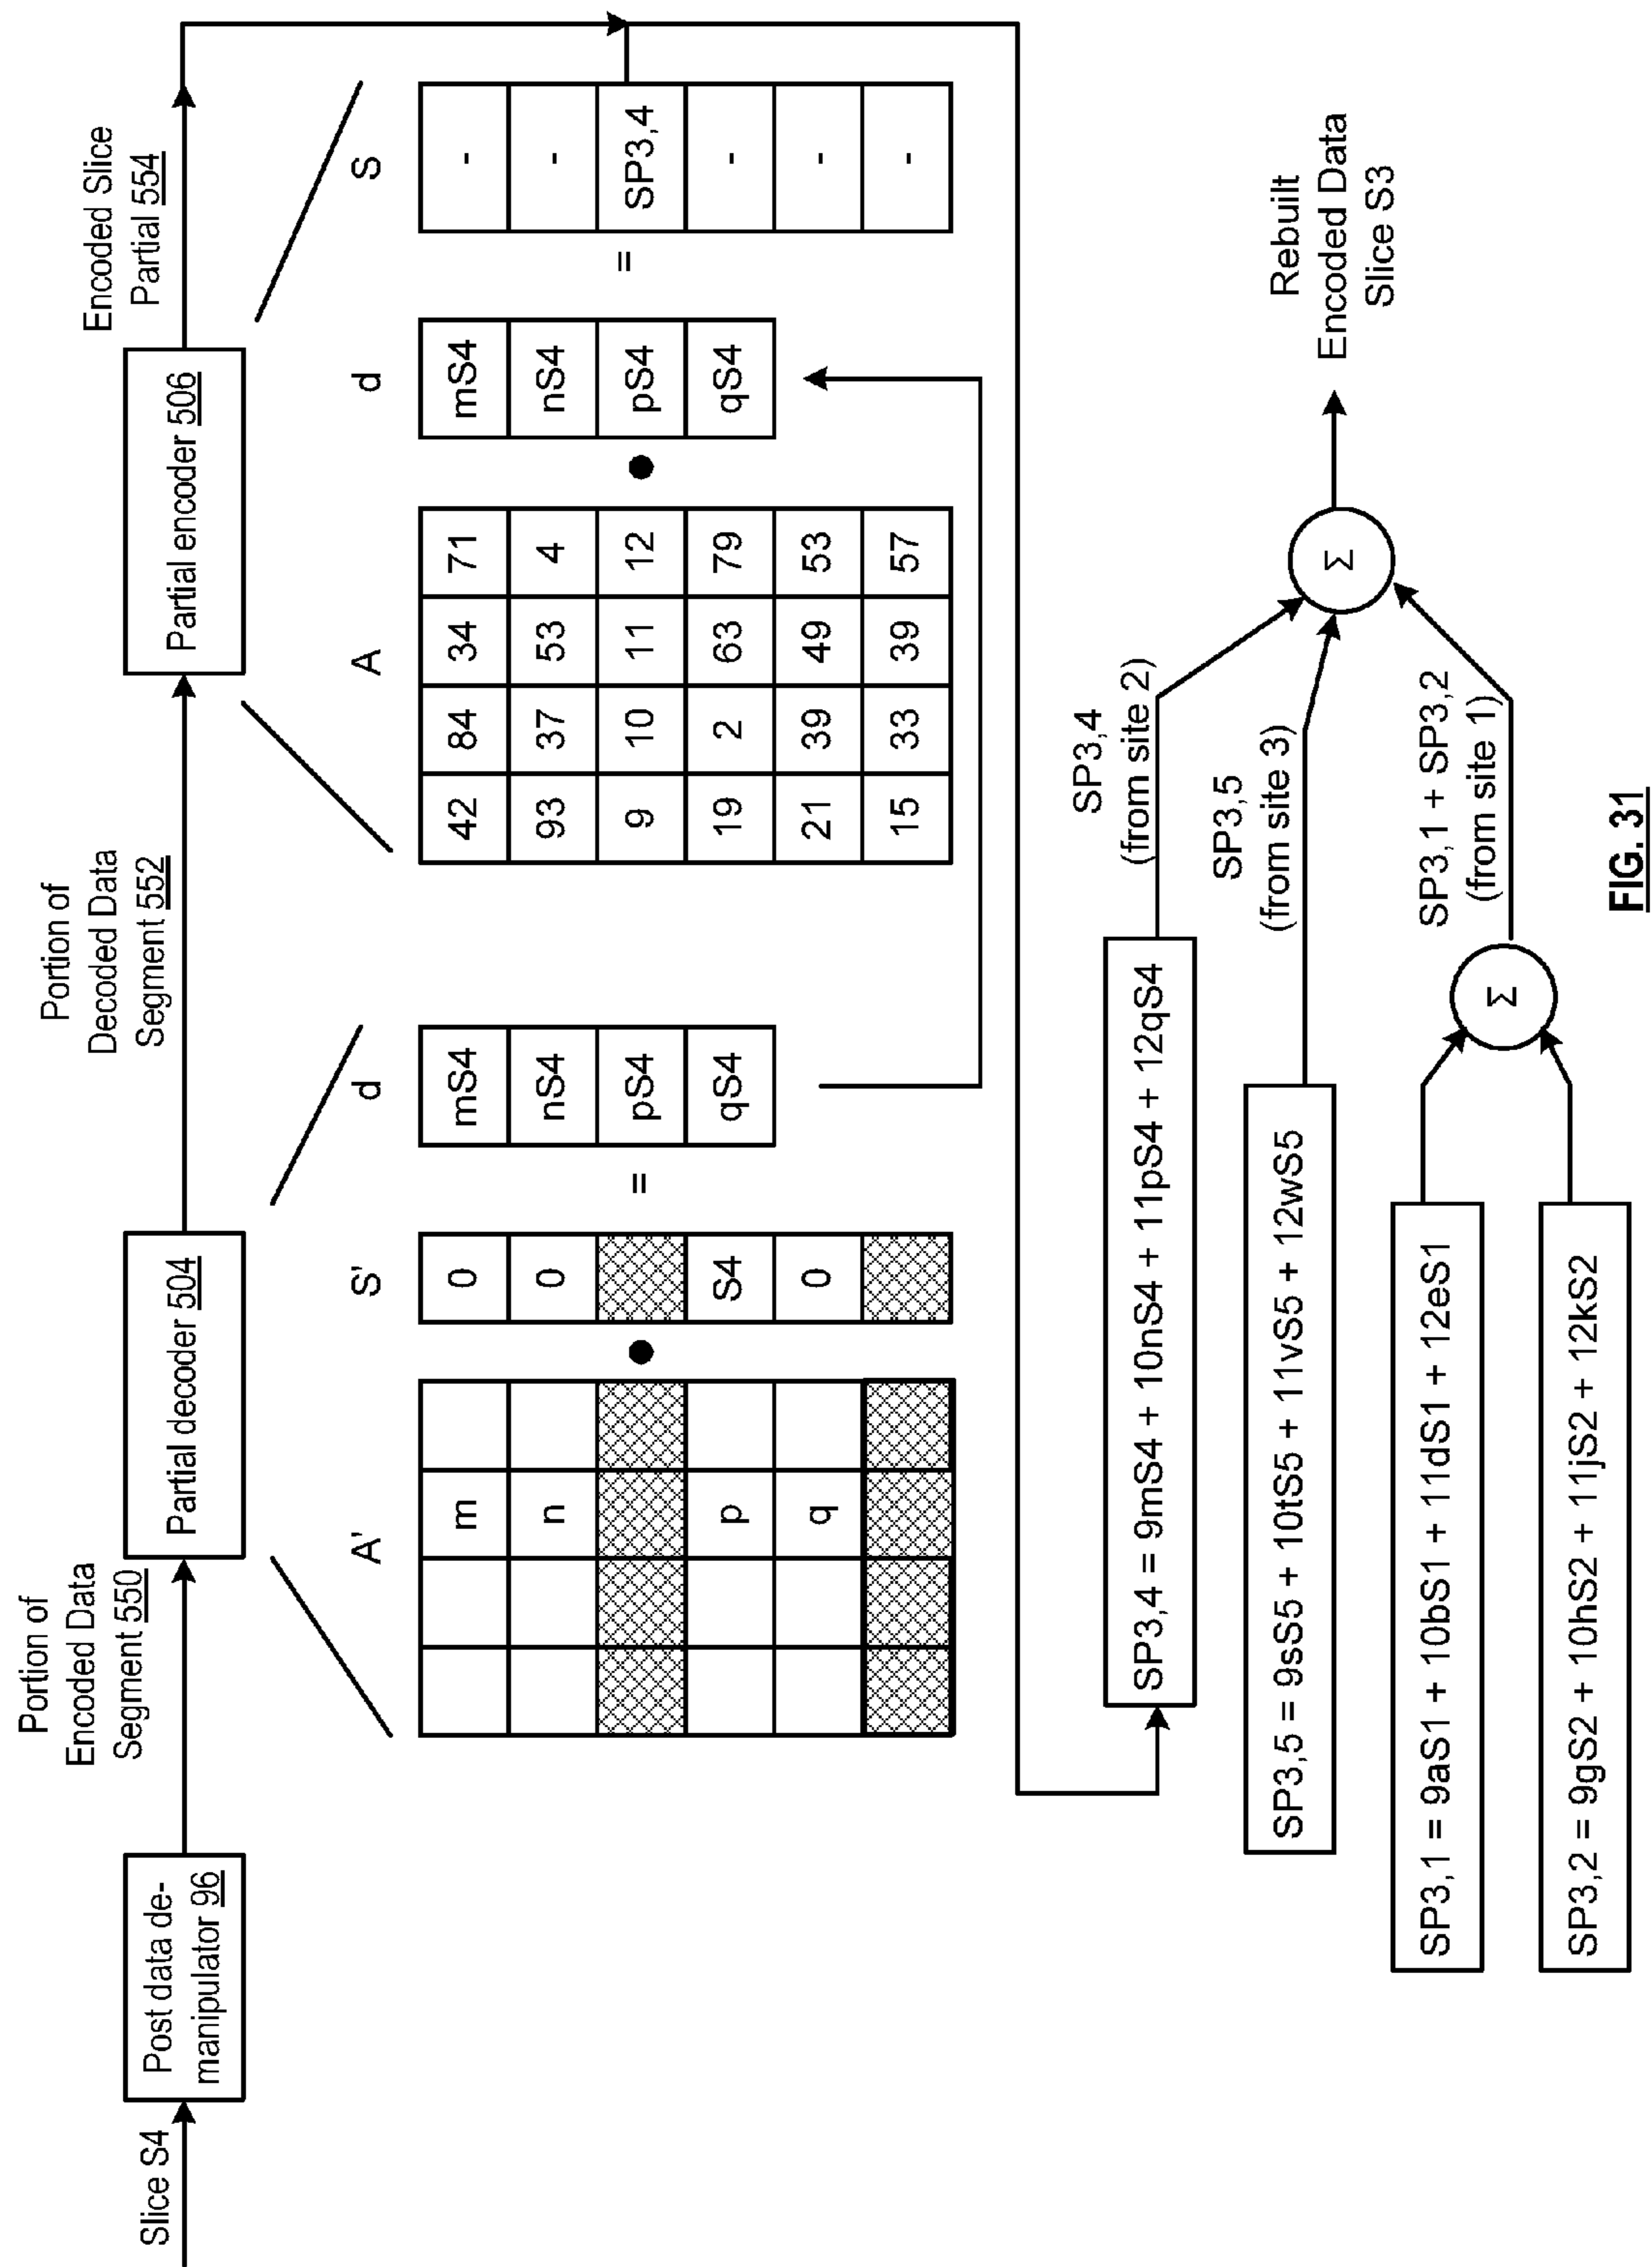 Slice S4
Post data de-
manipulator 96
Portion of
Encoded Data
Segment 550
Partial decoder 504
Portion of
Decoded Data
Segment 552
Partial encoder 506
Encoded Slice
Partial 554
A'
m
n
p
q
●
S'
0
0
S4
0
=
d
mS4
nS4
pS4
qS4
A
42 84 34 71
93 37 53 4
9 10 11 12
19 2 63 79
21 39 49 53
15 33 39 57
●
d
mS4
nS4
pS4
qS4
=
S
-
-
SP3,4
-
-
-
SP3,4 = 9mS4 + 10nS4 + 11pS4 + 12qS4
SP3,4
(from site 2)
SP3,5 = 9sS5 + 10tS5 + 11vS5 + 12wS5
SP3,5
(from site 3)
SP3,1 = 9aS1 + 10bS1 + 11dS1 + 12eS1
SP3,2 = 9gS2 + 10hS2 + 11jS2 + 12kS2
Σ
SP3,1 + SP3,2
(from site 1)
Σ
Rebuilt
Encoded Data
Slice S3
FIG. 31